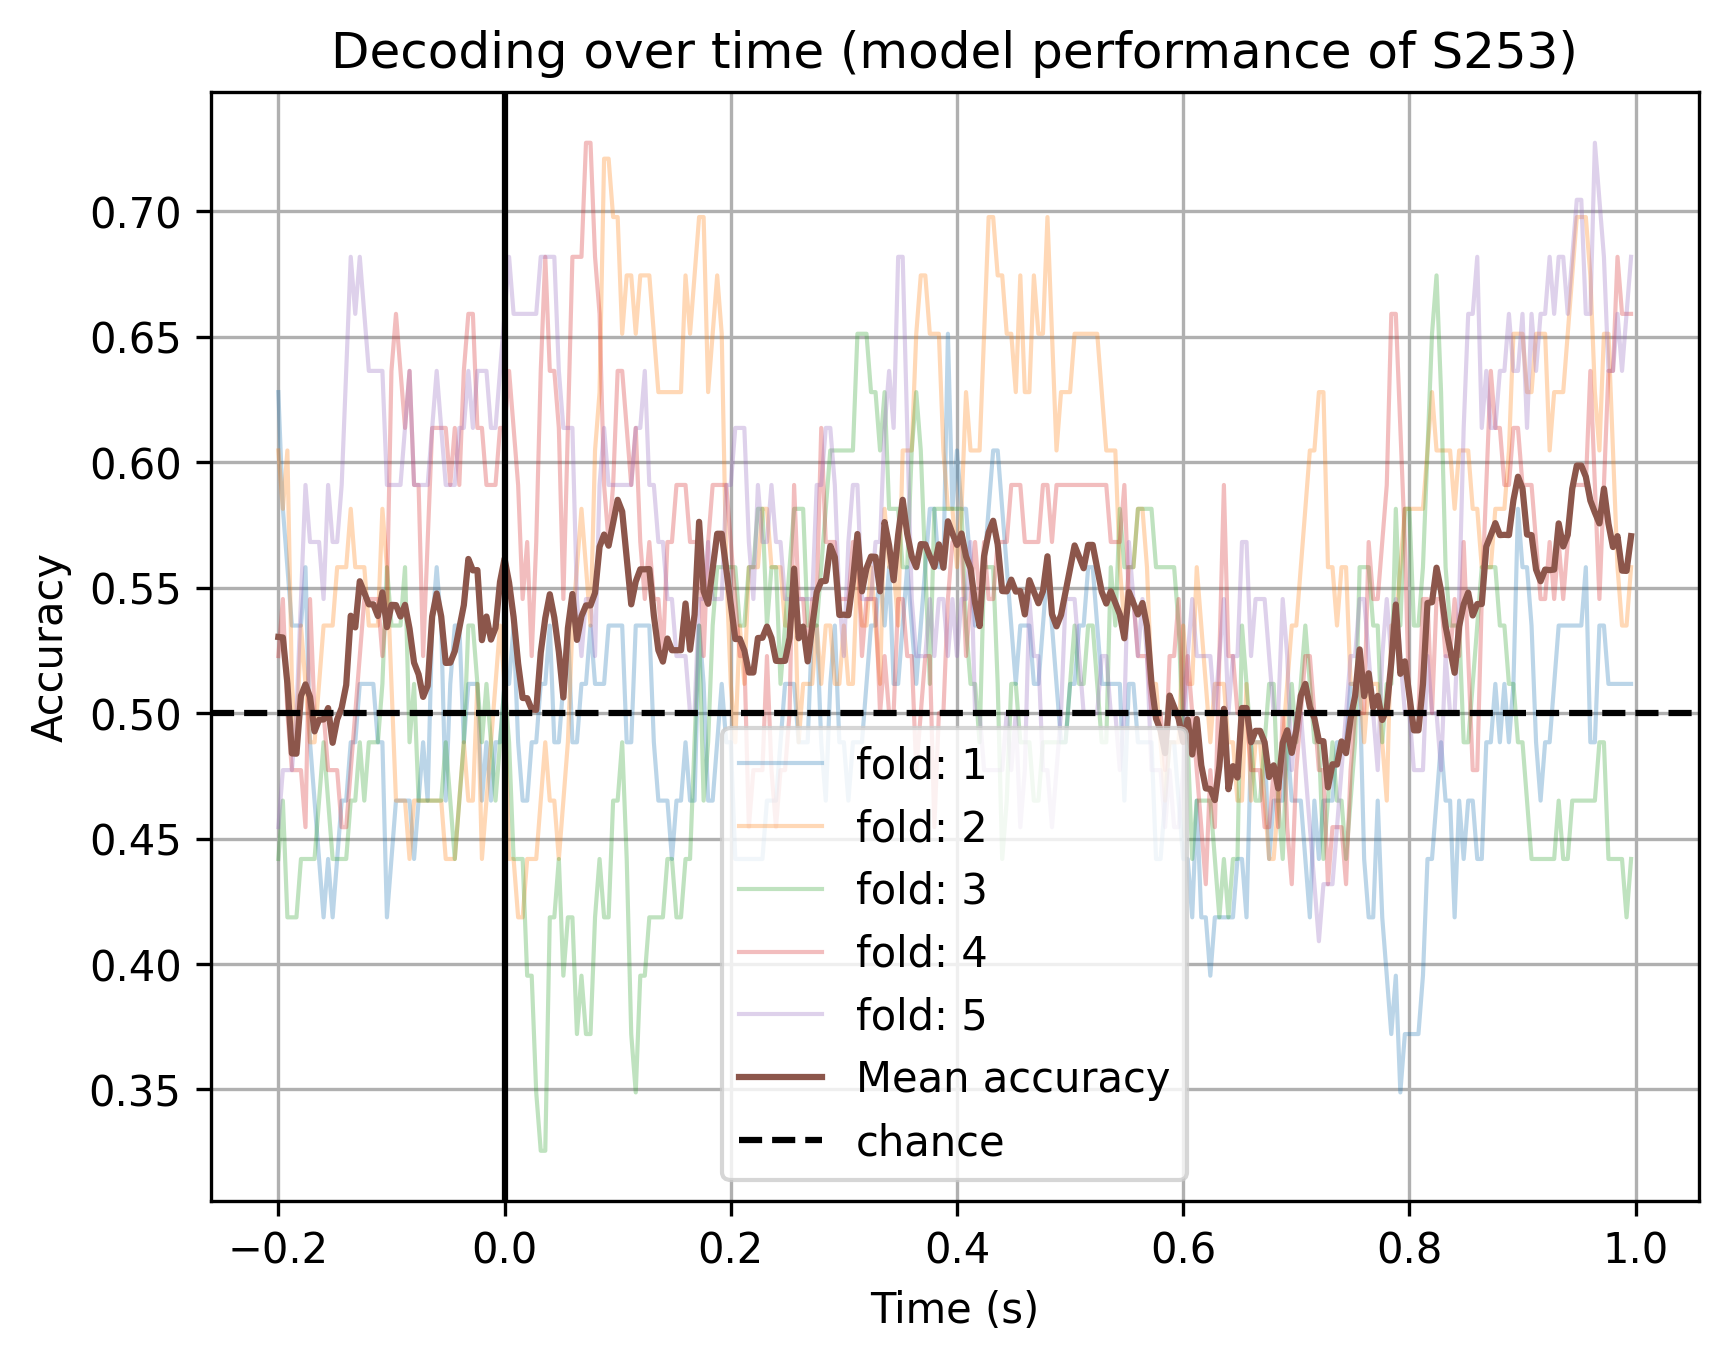 Decoding over time (model performance of S253)
Accuracy
0.70
0.65
0.60
0.55
0.50
0.45
0.40
0.35
fold: 1
fold: 2
fold: 3
fold: 4
fold: 5
Mean accuracy
chance
−0.2 0.0 0.2 0.4 0.6 0.8 1.0
Time (s)